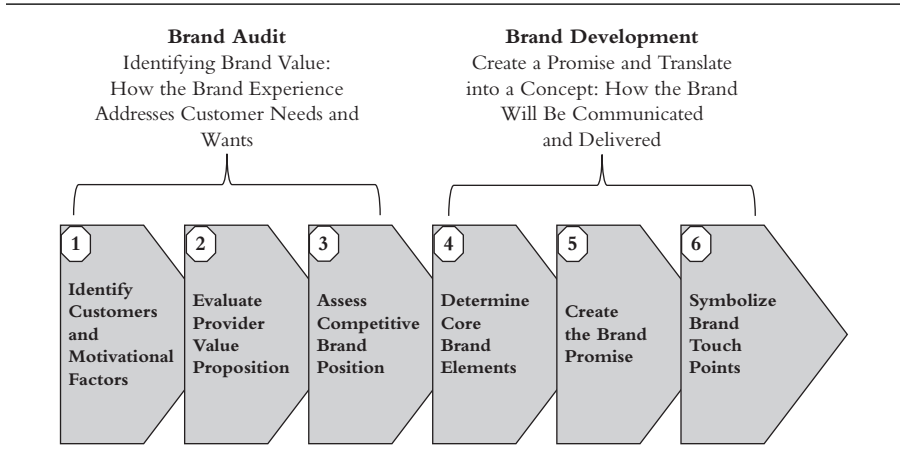 Brand Audit
Identifying Brand Value:
How the Brand Experience
Addresses Customer Needs and
Wants
Brand Development
Create a Promise and Translate
into a Concept: How the Brand
Will Be Communicated
and Delivered
1
Identify
Customers
and
Motivational
Factors
2
Evaluate
Provider
Value
Proposition
3
Assess
Competitive
Brand
Position
4
Determine
Core
Brand
Elements
5
Create
the Brand
Promise
6
Symbolize
Brand
Touch
Points